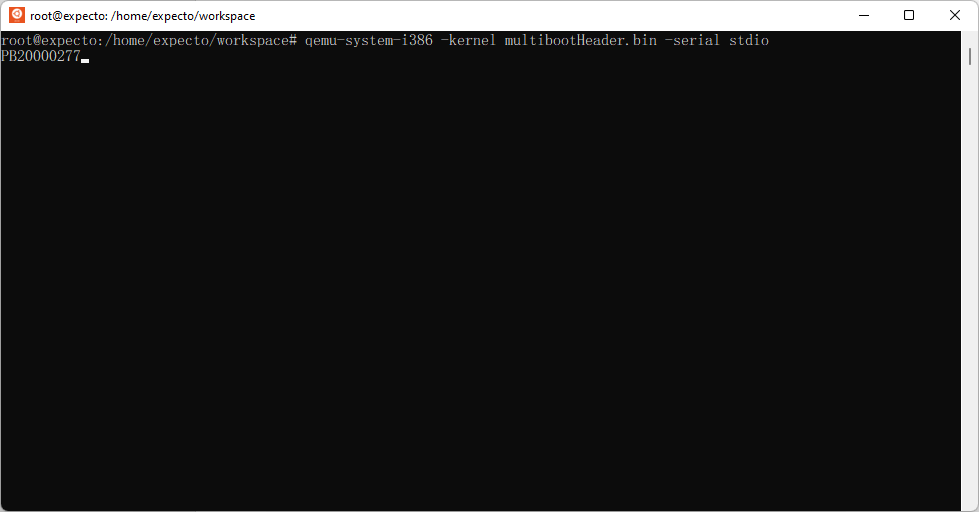 root@expecto: /home/expecto/workspace
root@expecto:/home/expecto/workspace# qemu-system-i386 -kernel multibootHeader.bin -serial stdio
PB20000277